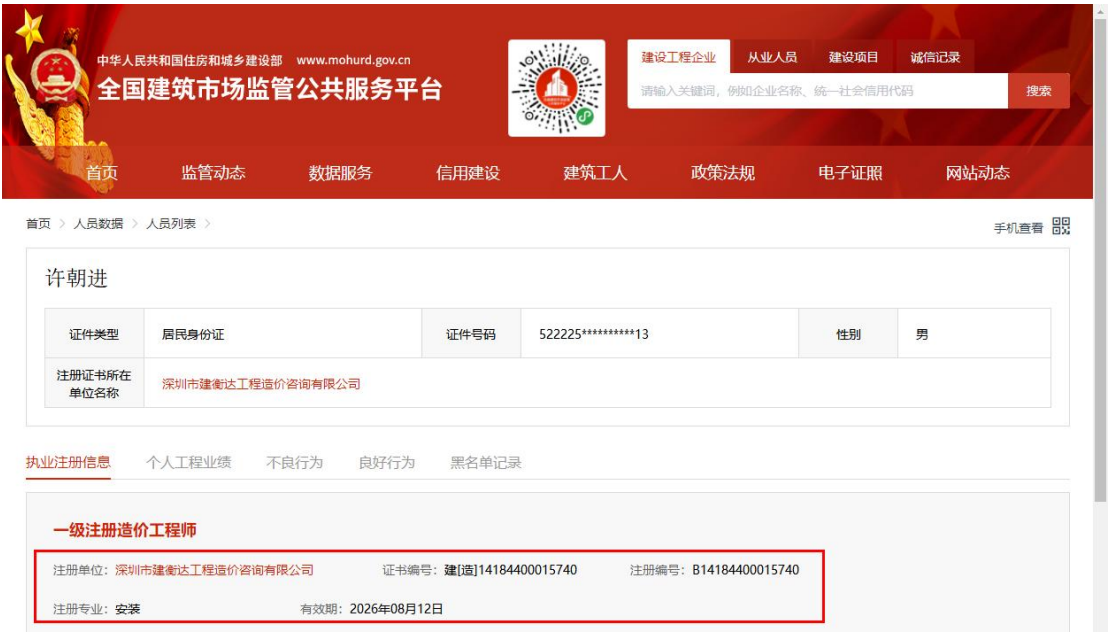 中华人民共和国住房和城乡建设部 www.mohurd.gov.cn
全国建筑市场监管公共服务平台
建设工程企业 从业人员 建设项目 诚信记录
请输入关键词，例如企业名称、统一社会信用代码 搜索
首页 监管动态 数据服务 信用建设 建筑工人 政策法规 电子证照 网站动态
首页 > 人员数据 > 人员列表 >
手机查看
许朝进
证件类型 居民身份证 证件号码 522225**********13 性别 男
注册证书所在
单位名称
深圳市建衡达工程造价咨询有限公司
执业注册信息 个人工程业绩 不良行为 良好行为 黑名单记录
一级注册造价工程师
注册单位：深圳市建衡达工程造价咨询有限公司 证书编号：建[造]14184400015740 注册编号：B14184400015740
注册专业：安装 有效期：2026年08月12日